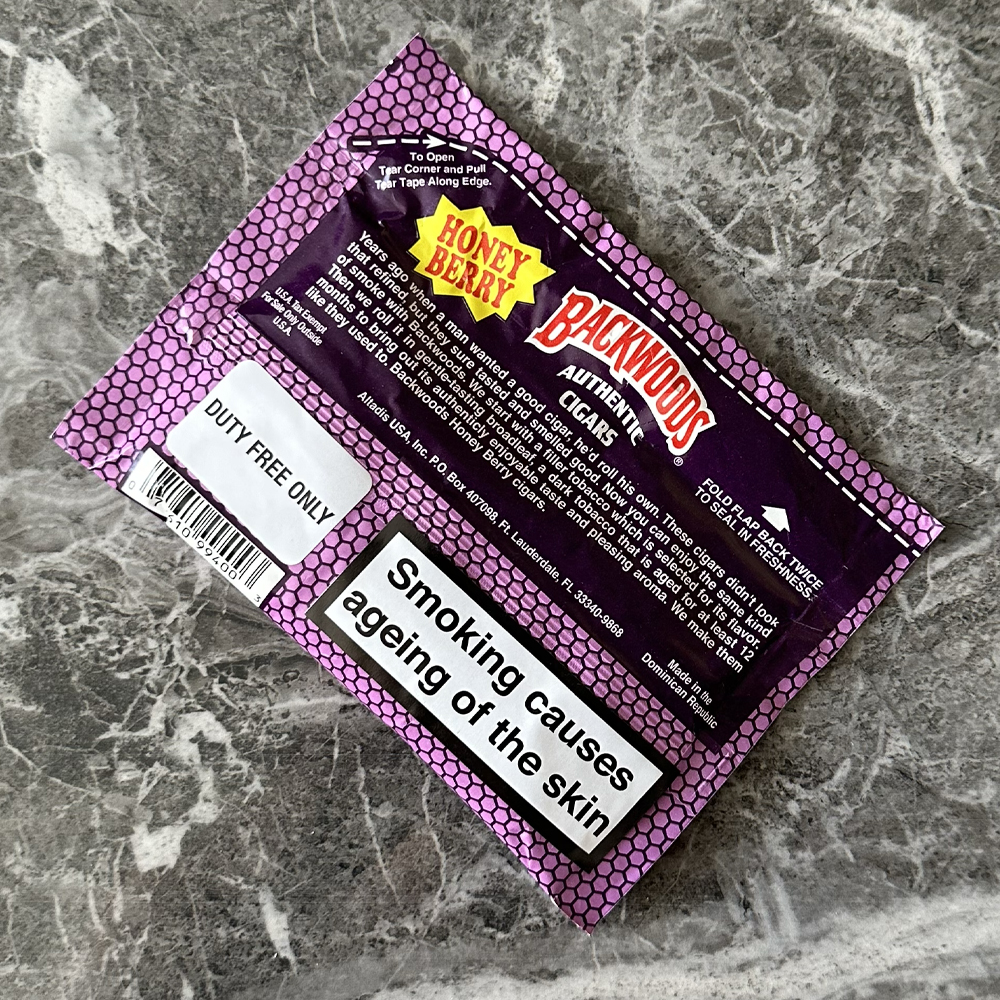 To Open
Tear Corner and Pull
Tear Tape Along Edge.
HONEY
BERRY
BACKWOODS
®
AUTHENTIC
CIGARS
FOLD FLAP BACK TWICE
TO SEAL IN FRESHNESS.
Years ago when a man wanted a good cigar, he'd roll his own. These cigars didn't look
that refined, but they sure tasted and smelled good. Now you can enjoy the same kind
of smoke with Backwoods. We start with a filler tobacco which is selected for its flavor.
Then we roll it in gentle-tasting broadleaf, a dark tobacco that is aged for at least 12
months to bring out its authenticly enjoyable taste and pleasing aroma. We make them
like they used to. Backwoods Honey Berry cigars.
U.S.A. Tax Exempt
For Sale Only Outside
U.S.A.
Altadis USA, Inc. P.O. Box 407098, Ft. Lauderdale, FL 33340-9868
Made in the
Dominican Republic
DUTY FREE ONLY
Smoking causes
ageing of the skin